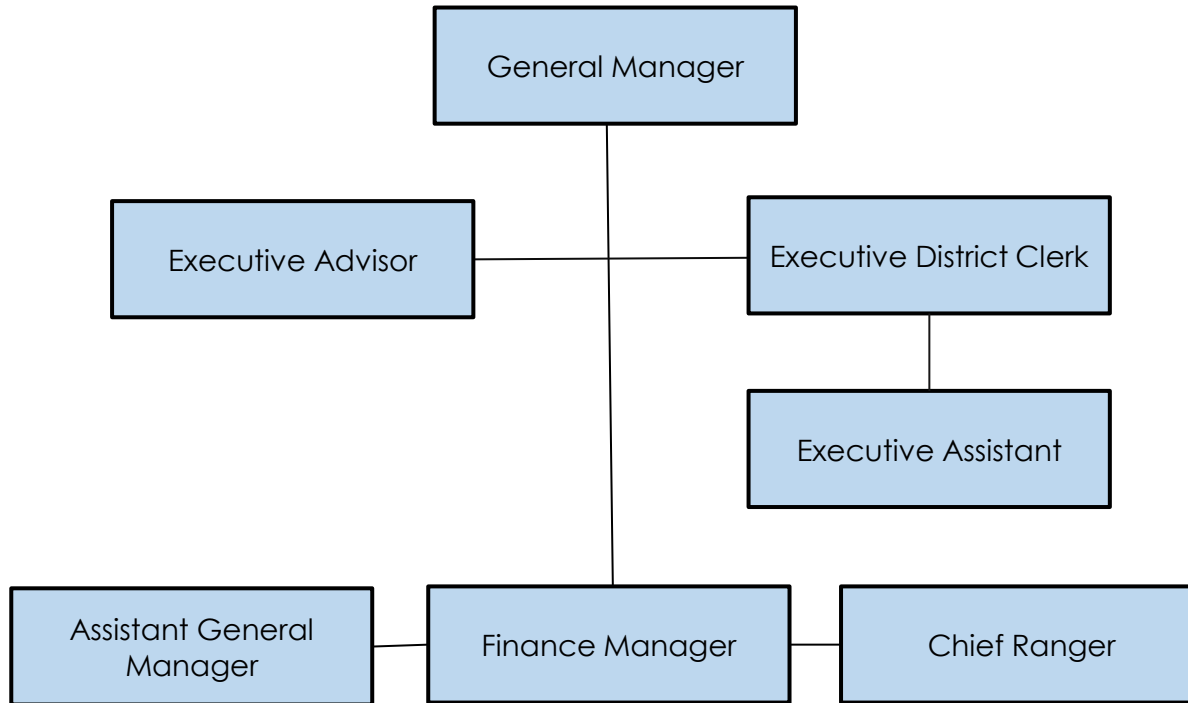 General Manager
Executive Advisor
Executive District Clerk
Executive Assistant
Assistant General
Manager
Finance Manager
Chief Ranger